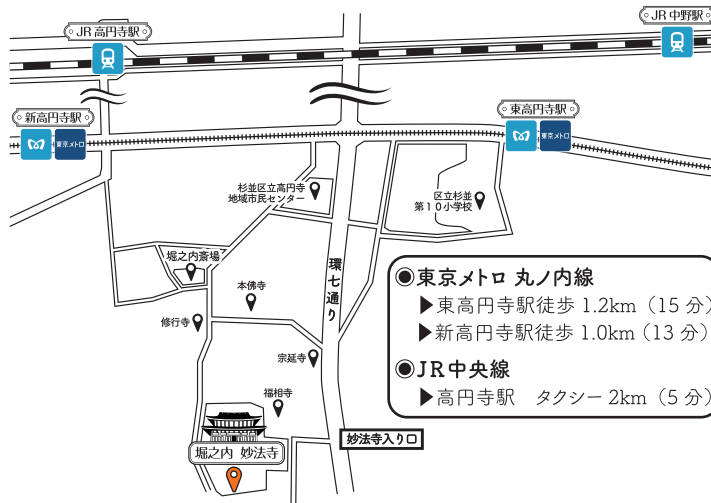 JR 高円寺駅
JR 中野駅
新高円寺駅
東京メトロ
東高円寺駅
東京メトロ
杉並区立高円寺
地域市民センター
区立杉並
第10小学校
堀之内斎場
環七通り
本佛寺
修行寺
宗延寺
福相寺
堀之内 妙法寺
妙法寺入り口
◉東京メトロ 丸ノ内線
▶東高円寺駅徒歩 1.2km(15 分)
▶新高円寺駅徒歩 1.0km(13 分)
◉JR中央線
▶高円寺駅 タクシー 2km(5 分)